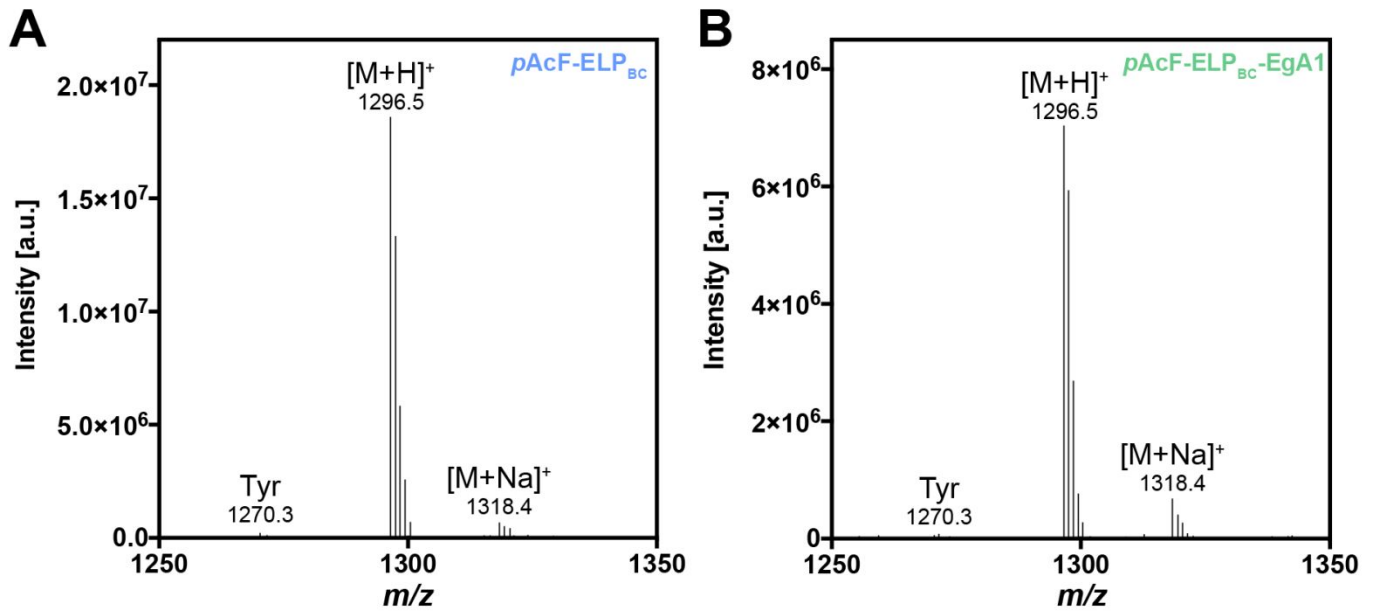 A
pAcF-ELP_BC
[M+H]⁺
1296.5
2.0×10⁷
1.5×10⁷
1.0×10⁷
5.0×10⁶
0.0
Intensity [a.u.]
Tyr
1270.3
[M+Na]⁺
1318.4
1250
1300
1350
m/z
B
pAcF-ELP_BC-EgA1
[M+H]⁺
1296.5
8×10⁶
6×10⁶
4×10⁶
2×10⁶
0
Intensity [a.u.]
Tyr
1270.3
[M+Na]⁺
1318.4
1250
1300
1350
m/z